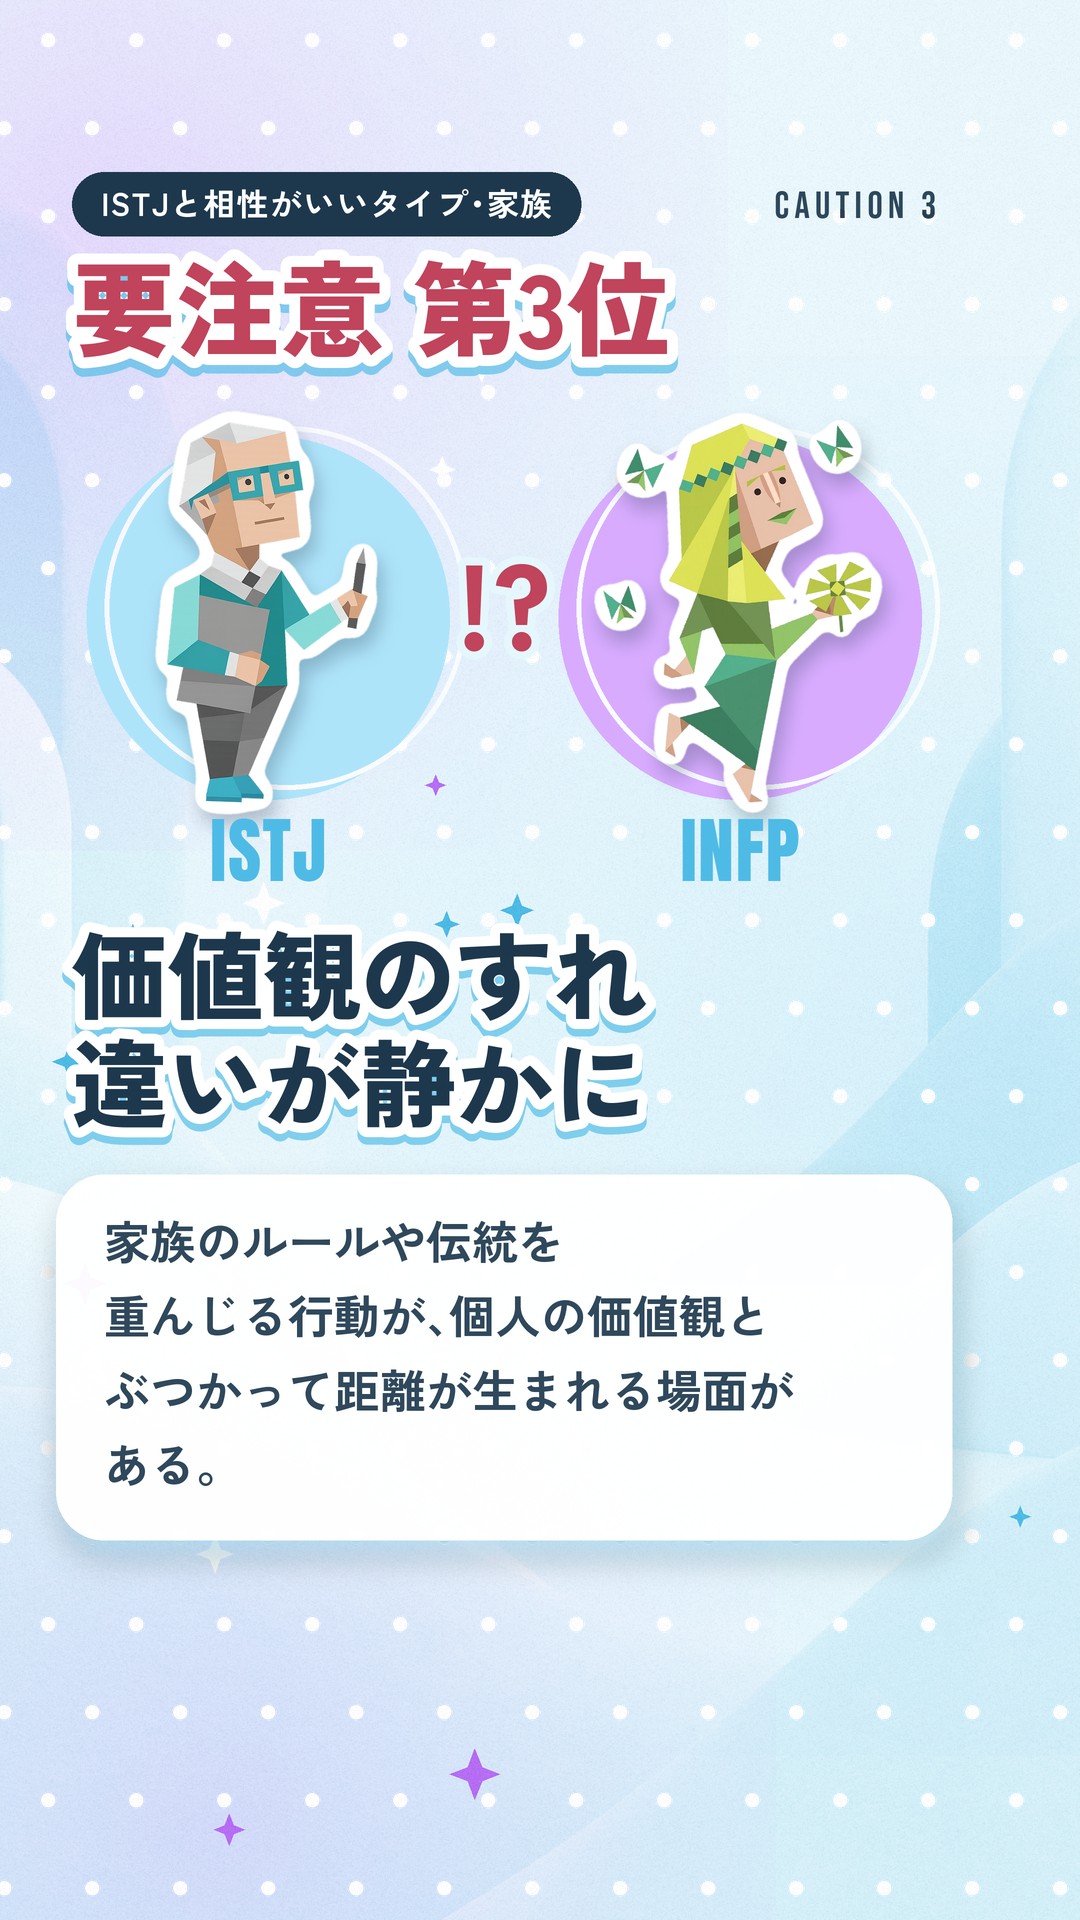 ISTJと相性がいいタイプ・家族
CAUTION 3
要注意 第3位
!?
ISTJ
INFP
価値観のすれ
違いが静かに
家族のルールや伝統を
重んじる行動が、個人の価値観と
ぶつかって距離が生まれる場面が
ある。